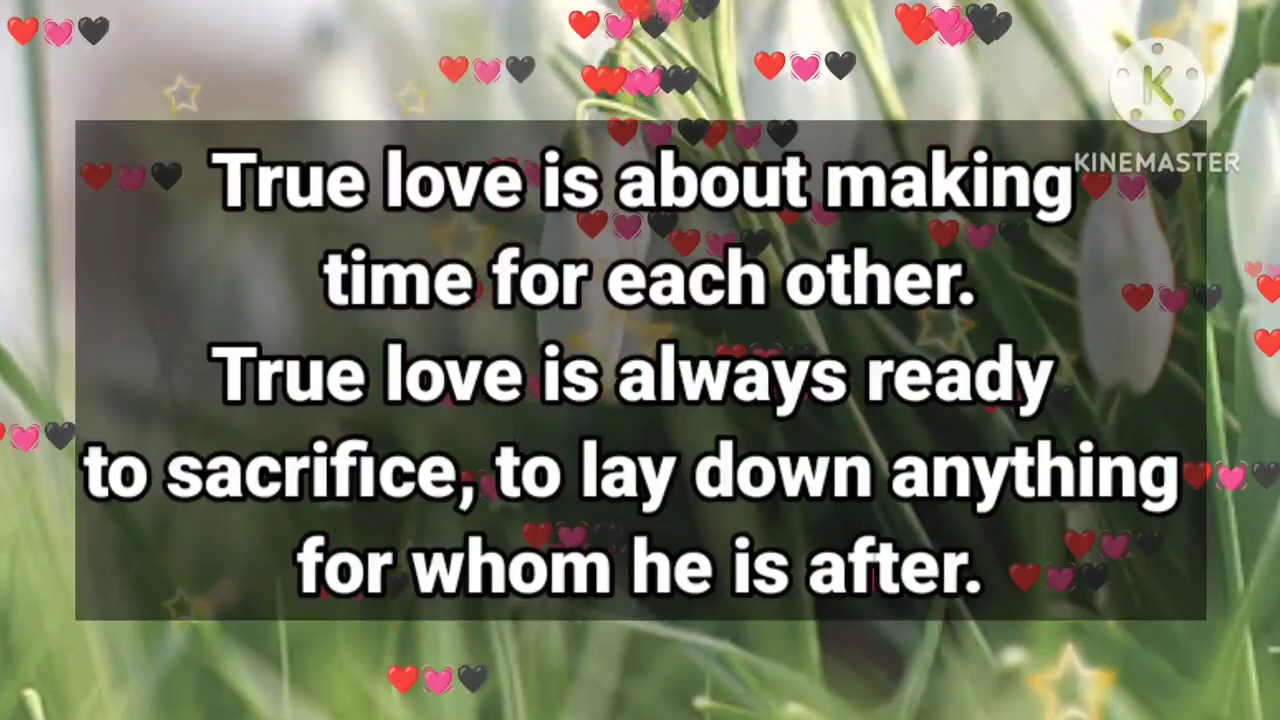 K
KINEMASTER
True love is about making
time for each other.
True love is always ready
to sacrifice, to lay down anything
for whom he is after.